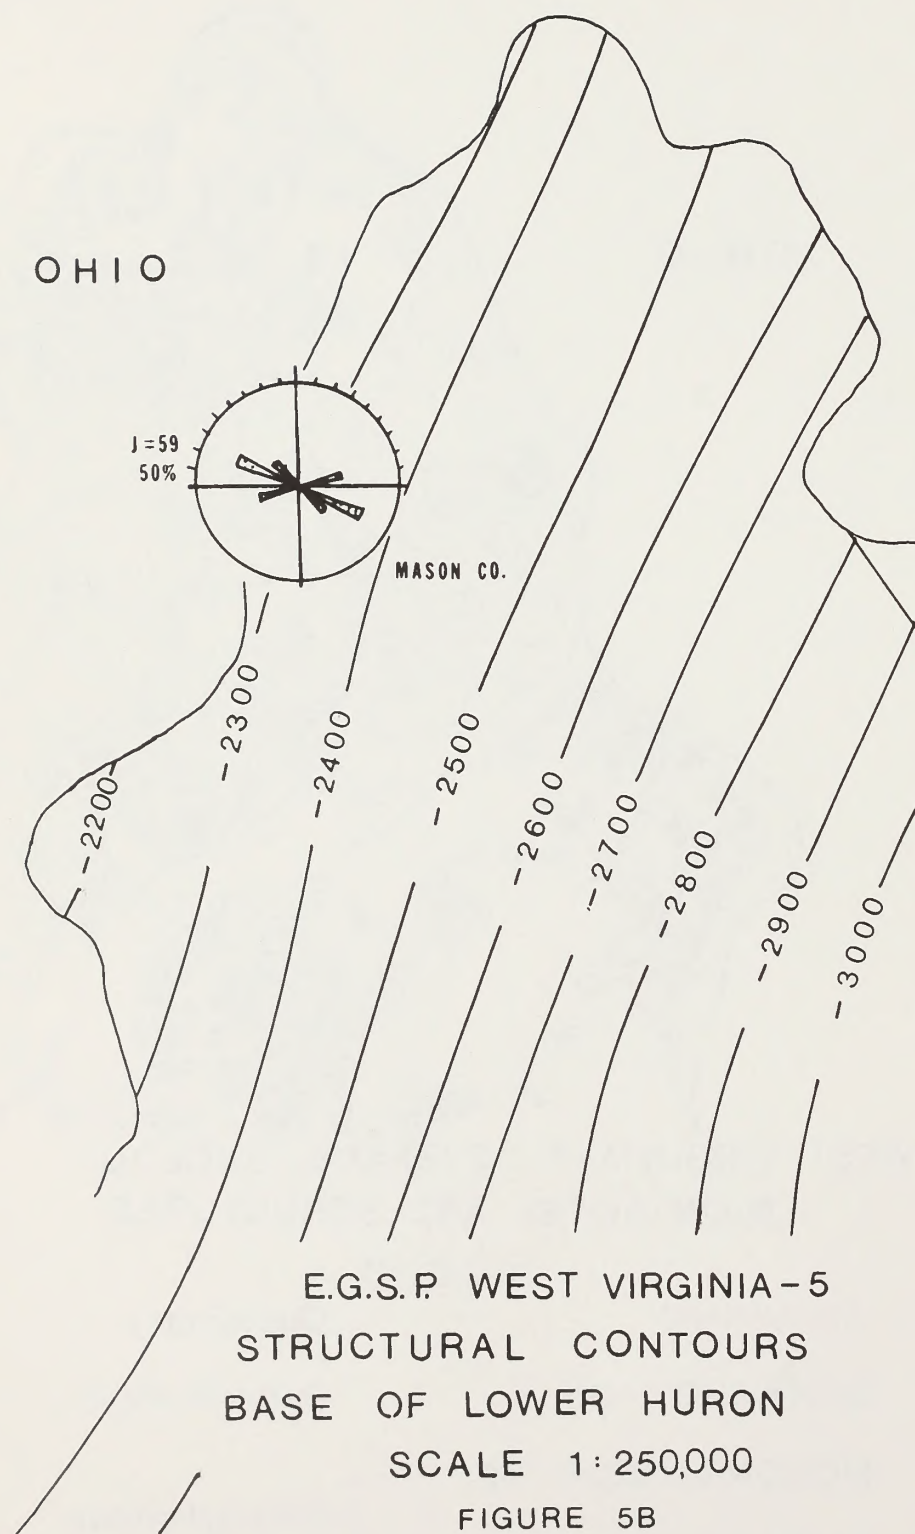 OHIO
J=59
50%
MASON CO.
-2300
-2400
-2500
-2200
-2600
-2700
-2800
-2900
-3000
E.G.S.P. WEST VIRGINIA-5
STRUCTURAL CONTOURS
BASE OF LOWER HURON
SCALE 1:250,000
FIGURE 5B